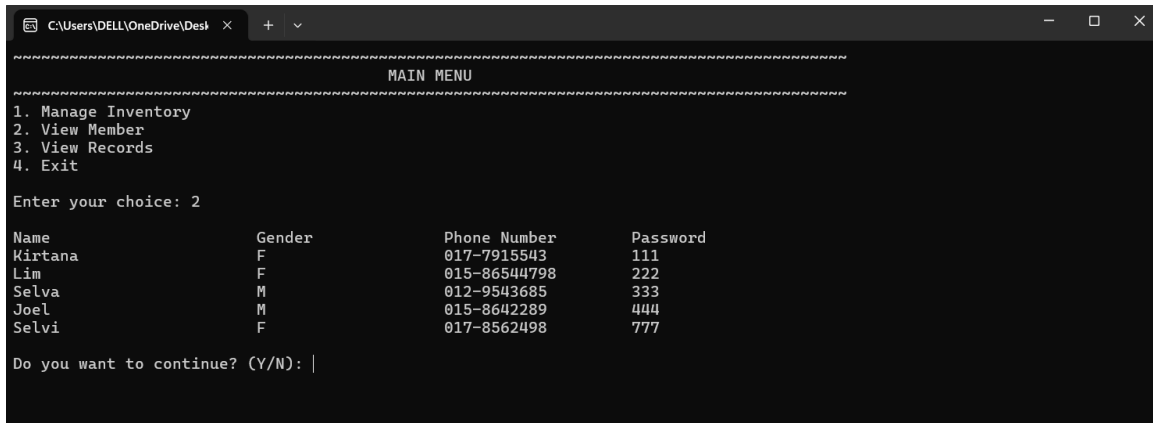 C:\Users\DELL\OneDrive\Desk
~~~~~~~~~~~~~~~~~~~~~~~~~~~~~~~~~~~~~~~~~~~~~~~~~~~~~~~~~~~~~~~~~~~~~~~~~~~~~~~~~~~~~~~~~
MAIN MENU
~~~~~~~~~~~~~~~~~~~~~~~~~~~~~~~~~~~~~~~~~~~~~~~~~~~~~~~~~~~~~~~~~~~~~~~~~~~~~~~~~~~~~~~~~
1. Manage Inventory
2. View Member
3. View Records
4. Exit
Enter your choice: 2
Name Gender Phone Number Password
Kirtana F 017-7915543 111
Lim F 015-86544798 222
Selva M 012-9543685 333
Joel M 015-8642289 444
Selvi F 017-8562498 777
Do you want to continue? (Y/N):